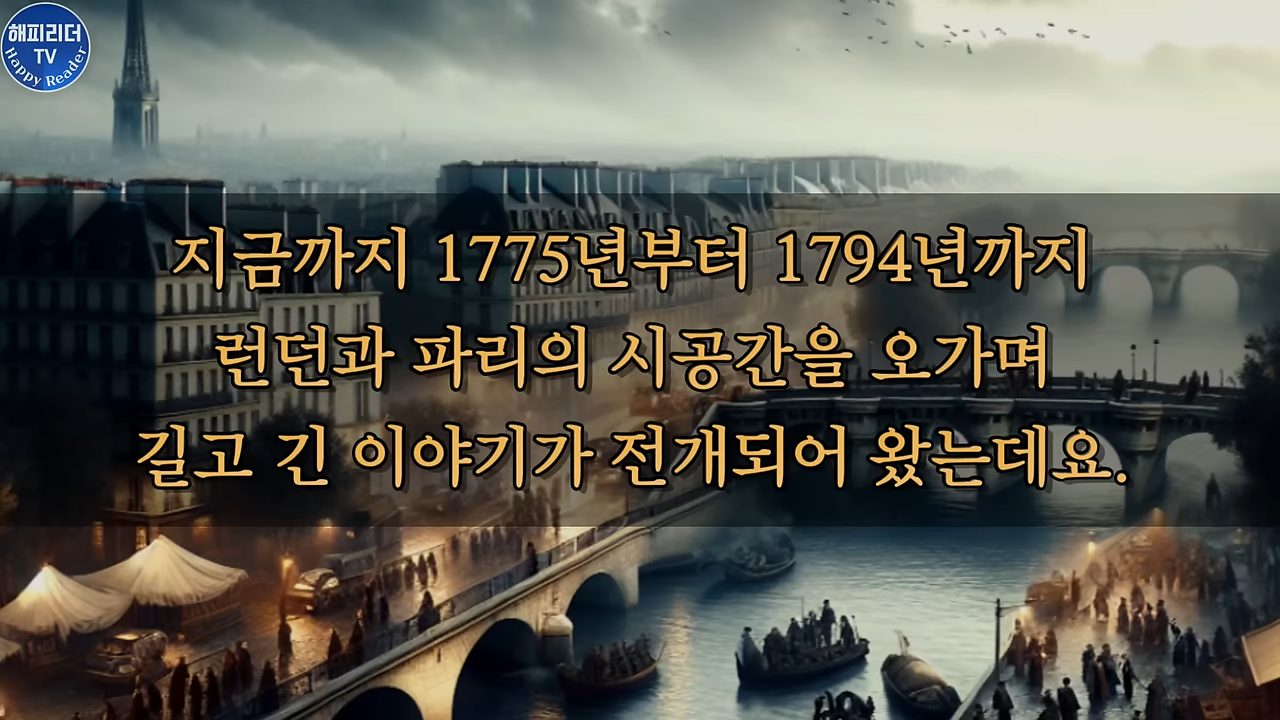 해피리더
TV
Happy Reader
지금까지 1775년부터 1794년까지
런던과 파리의 시공간을 오가며
길고 긴 이야기가 전개되어 왔는데요.